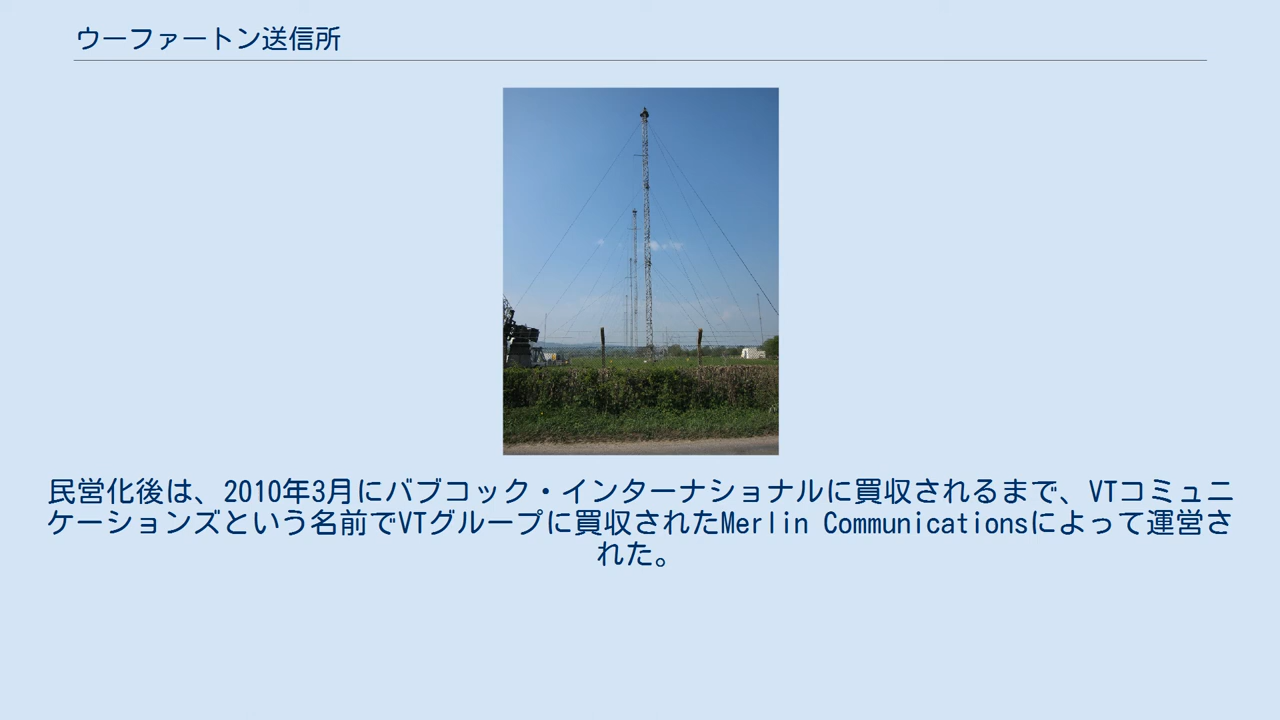 ウーファートン送信所
民営化後は、2010年3月にバブコック・インターナショナルに買収されるまで、VTコミュニ
ケーションズという名前でVTグループに買収されたMerlin Communicationsによって運営さ
れた。